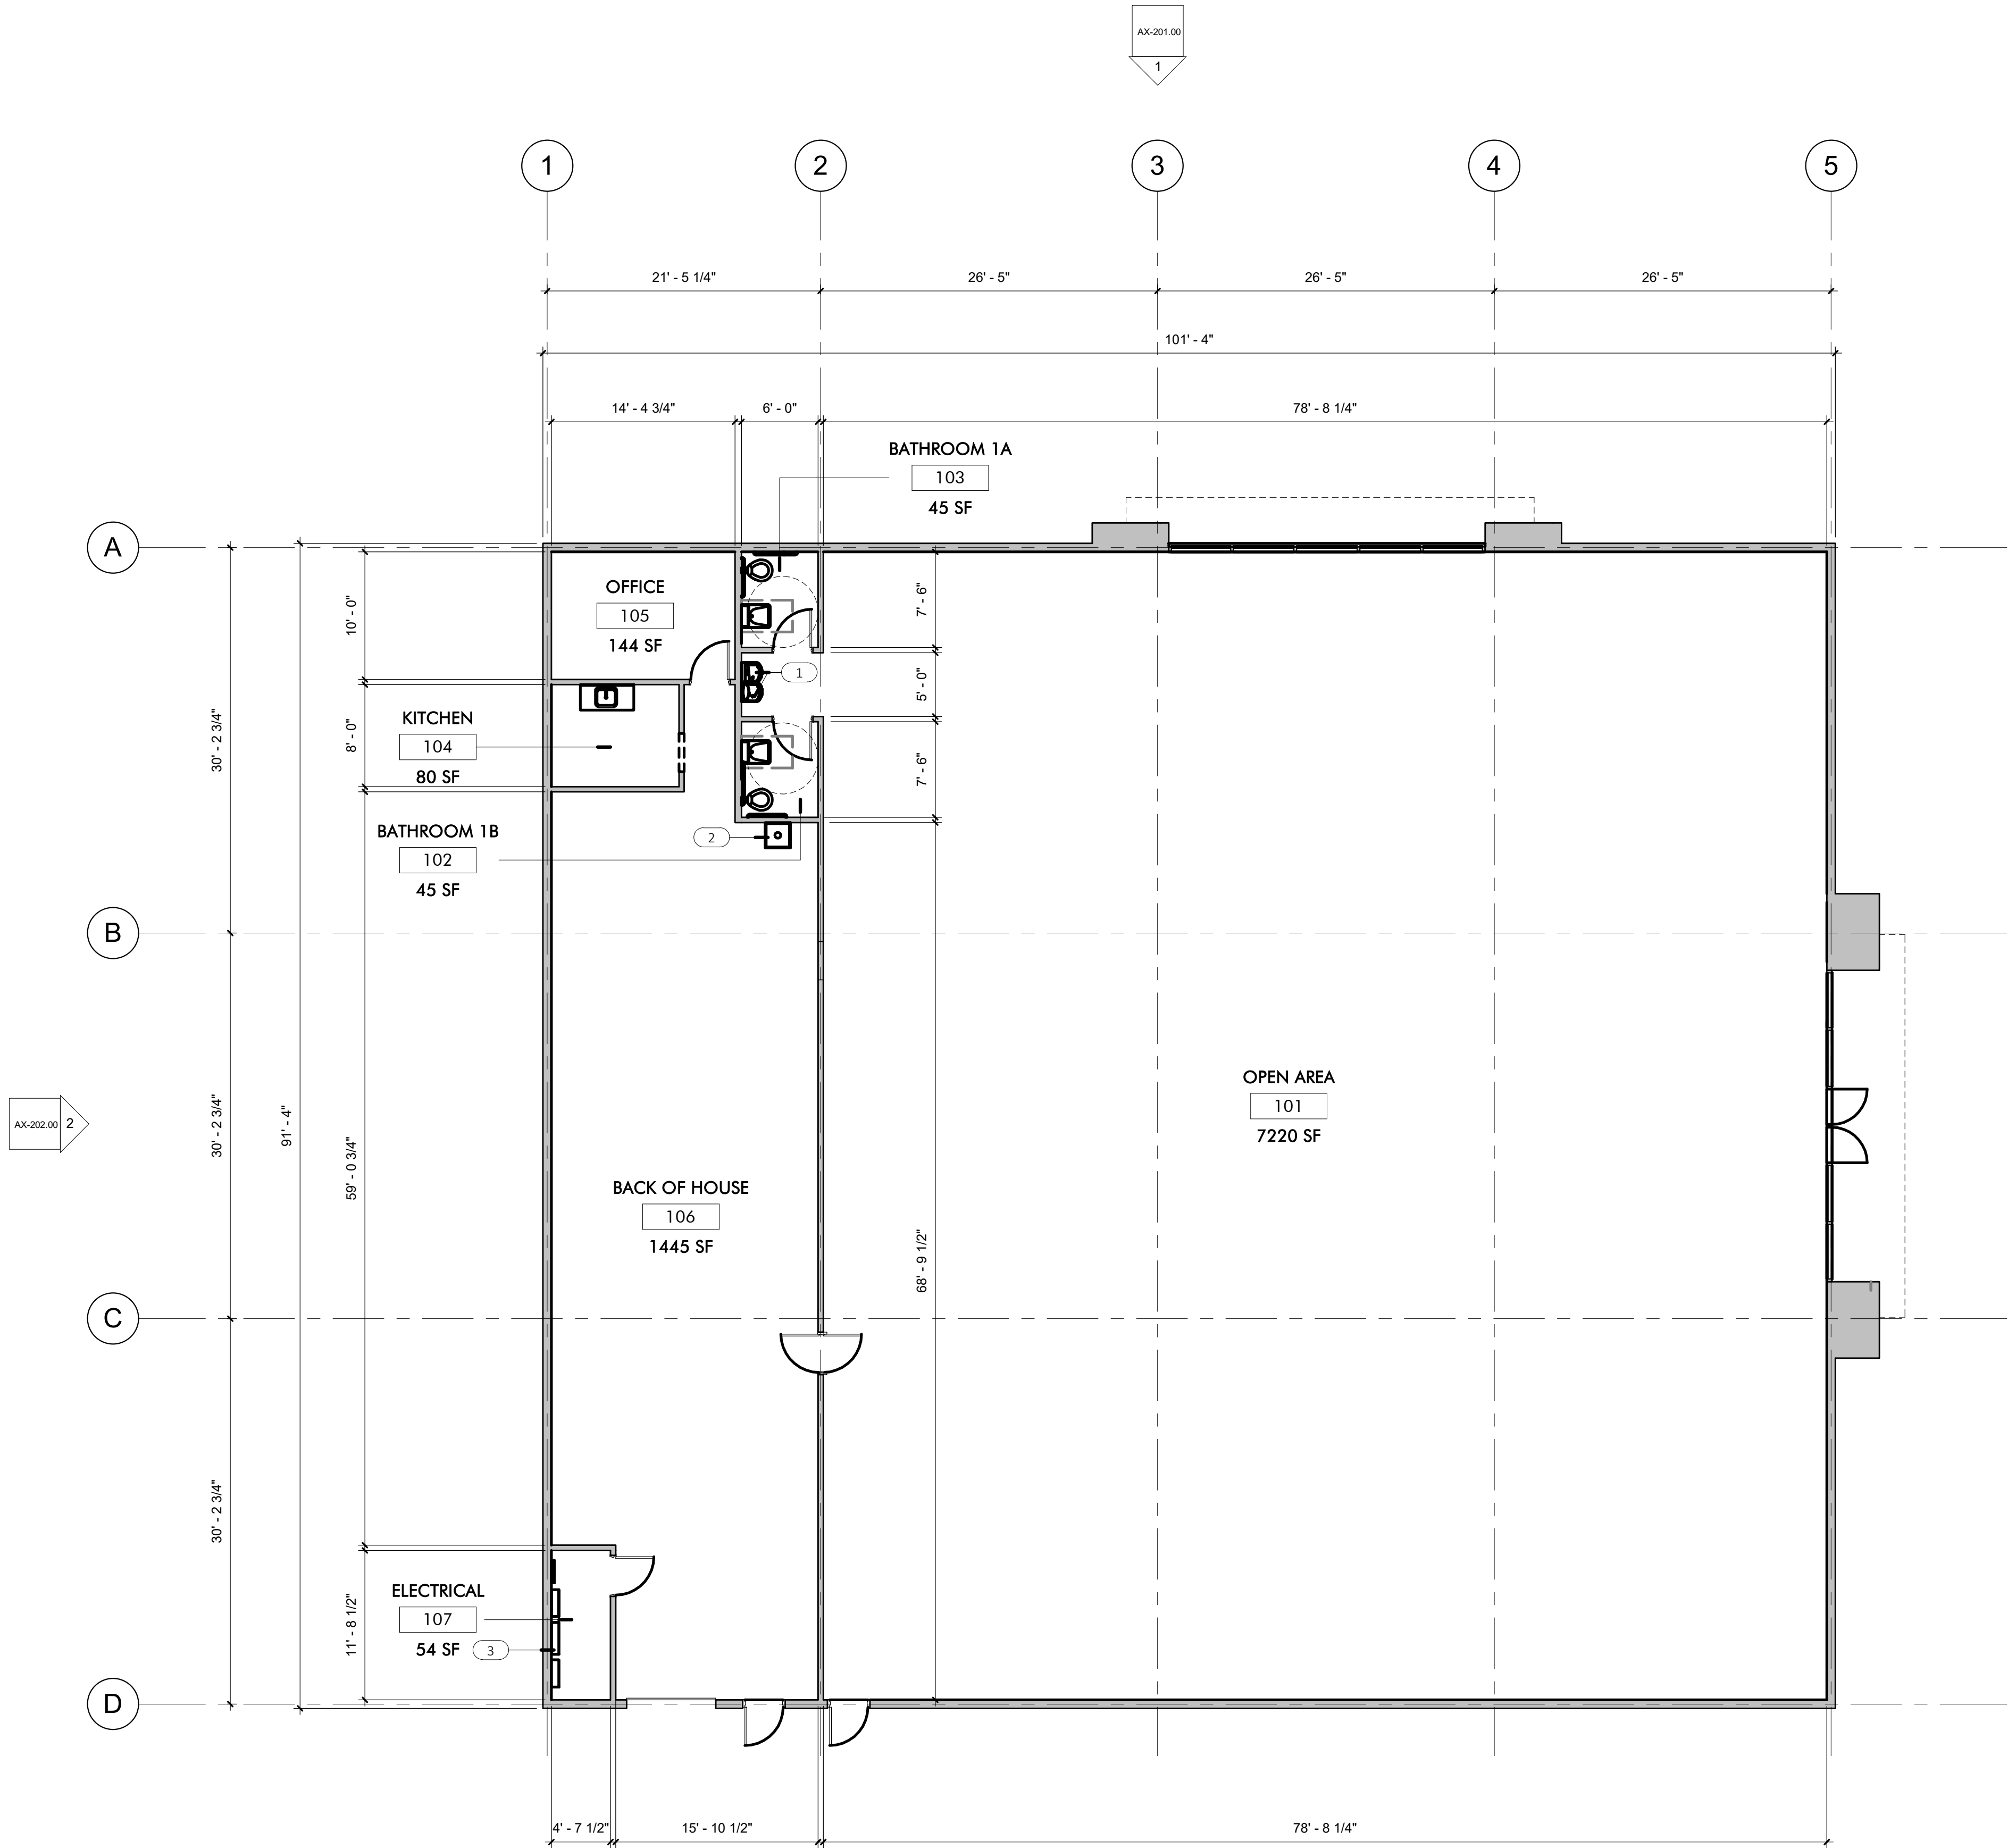 AX-201.00
1
1
2
3
4
5
21' - 5 1/4"
26' - 5"
26' - 5"
26' - 5"
101' - 4"
14' - 4 3/4"
6' - 0"
78' - 8 1/4"
BATHROOM 1A
103
45 SF
A
OFFICE
105
144 SF
10' - 0"
7' - 6"
1
5' - 0"
KITCHEN
104
80 SF
8' - 0"
30' - 2 3/4"
7' - 6"
BATHROOM 1B
102
45 SF
2
B
OPEN AREA
101
7220 SF
AX-202.00
2
30' - 2 3/4"
91' - 4"
59' - 0 3/4"
BACK OF HOUSE
106
1445 SF
68' - 9 1/2"
C
30' - 2 3/4"
ELECTRICAL
107
54 SF
3
11' - 8 1/2"
D
4' - 7 1/2"
15' - 10 1/2"
78' - 8 1/4"